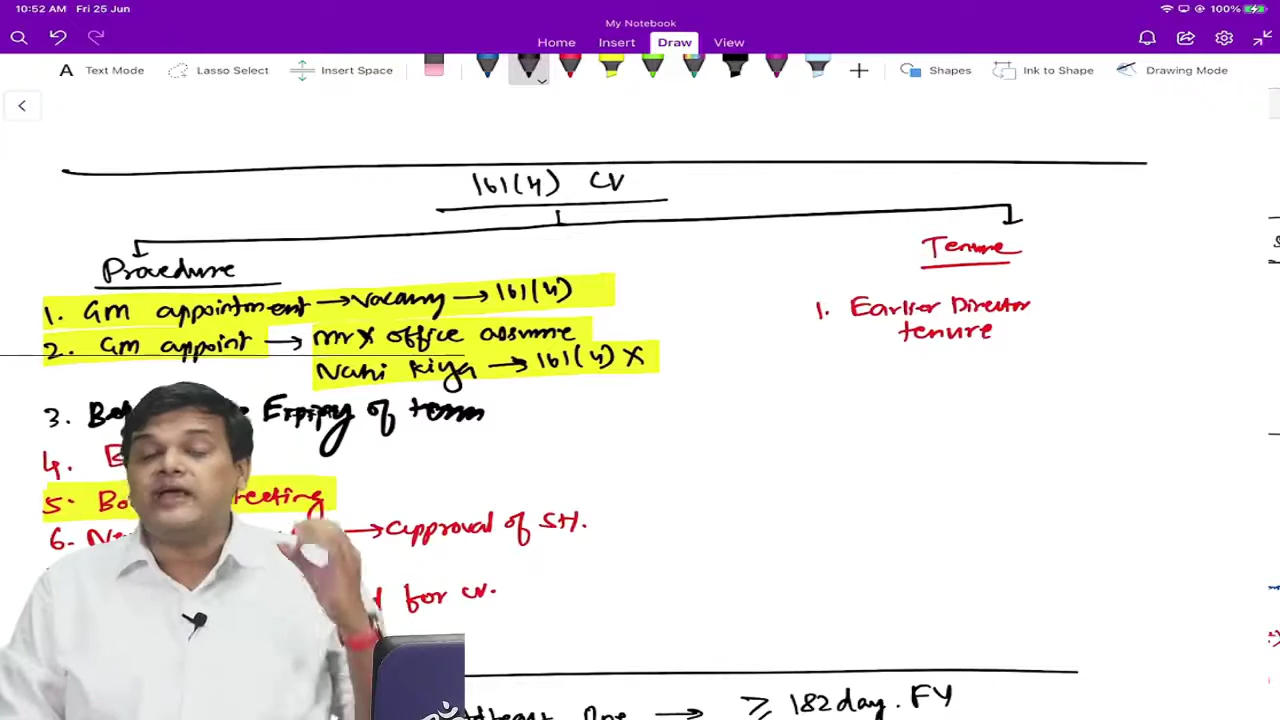 10:52 AM Fri 25 Jun
100%
My Notebook
Home Insert Draw View
Text Mode Lasso Select Insert Space Shapes Ink to Shape Drawing Mode
161(4) CV
Procedure
Tenure
1. GM appointment → Vacancy → 161(4)
2. GM appoint → Mr X office assume
Nahi kiya → 161(4) X
1. Earlier Director
tenure
3. Expipy of term
4.
5. Meeting
6. → approval of SH.
for cv.
One → ≥ 182 day. FY